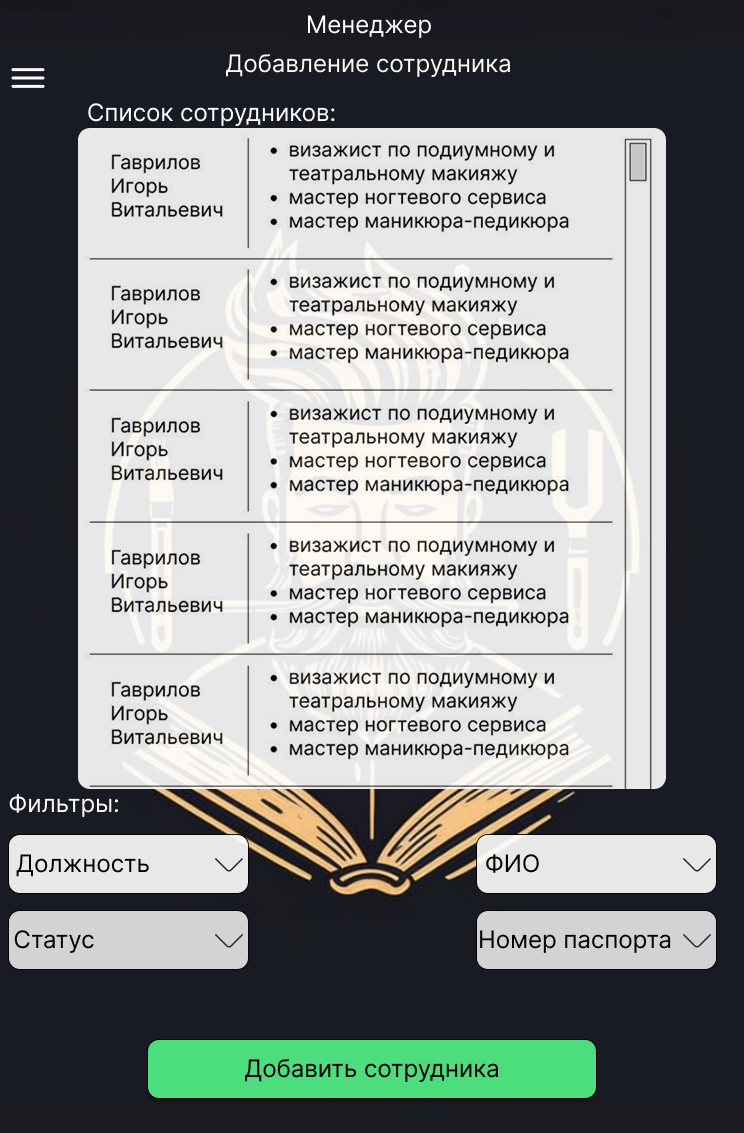 Менеджер
Добавление сотрудника
Список сотрудников:
Гаврилов
Игорь
Витальевич
• визажист по подиумному и
театральному макияжу
• мастер ногтевого сервиса
• мастер маникюра-педикюра
Гаврилов
Игорь
Витальевич
• визажист по подиумному и
театральному макияжу
• мастер ногтевого сервиса
• мастер маникюра-педикюра
Гаврилов
Игорь
Витальевич
• визажист по подиумному и
театральному макияжу
• мастер ногтевого сервиса
• мастер маникюра-педикюра
Гаврилов
Игорь
Витальевич
• визажист по подиумному и
театральному макияжу
• мастер ногтевого сервиса
• мастер маникюра-педикюра
Гаврилов
Игорь
Витальевич
• визажист по подиумному и
театральному макияжу
• мастер ногтевого сервиса
• мастер маникюра-педикюра
Фильтры:
Должность
ФИО
Статус
Номер паспорта
Добавить сотрудника